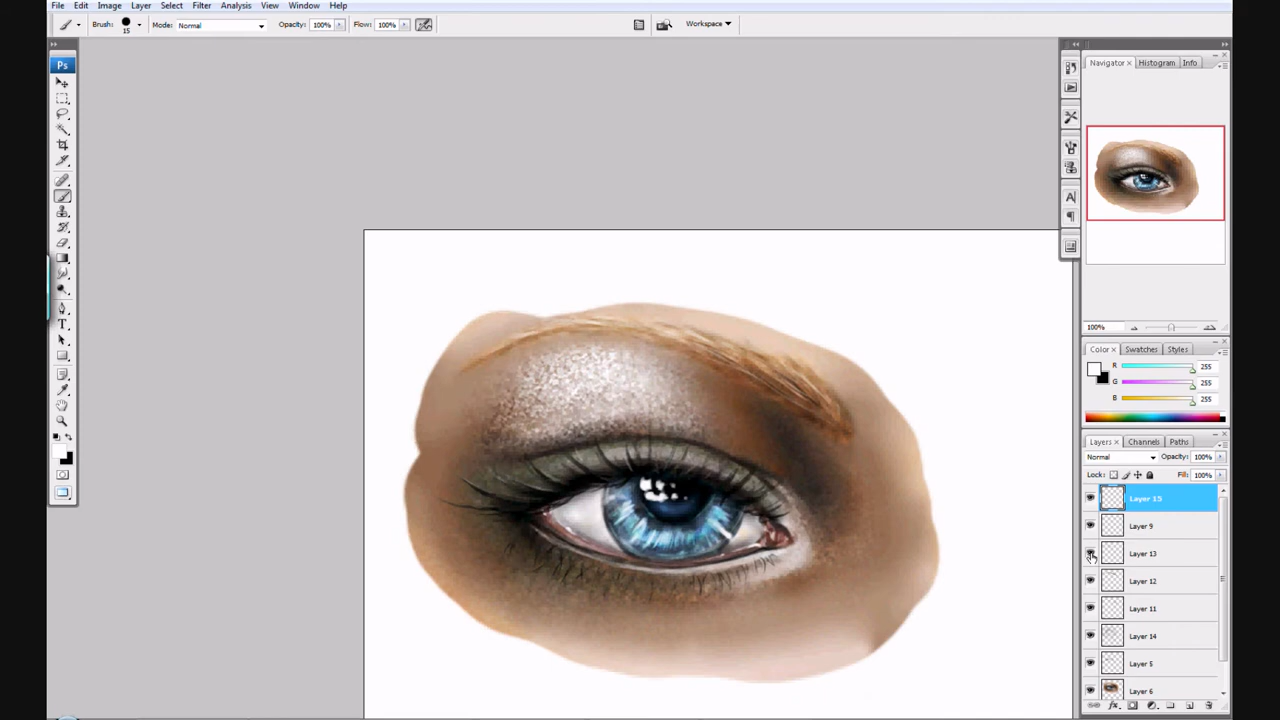 File Edit Image Layer Select Filter Analysis View Window Help
Brush: 15 Mode: Normal Opacity: 100% Flow: 100% Workspace
Ps
Navigator Histogram Info
100%
Color Swatches Styles
R 255
G 255
B 255
Layers Channels Paths
Normal Opacity: 100%
Lock: Fill: 100%
Layer 15
Layer 9
Layer 13
Layer 12
Layer 11
Layer 14
Layer 5
Layer 6